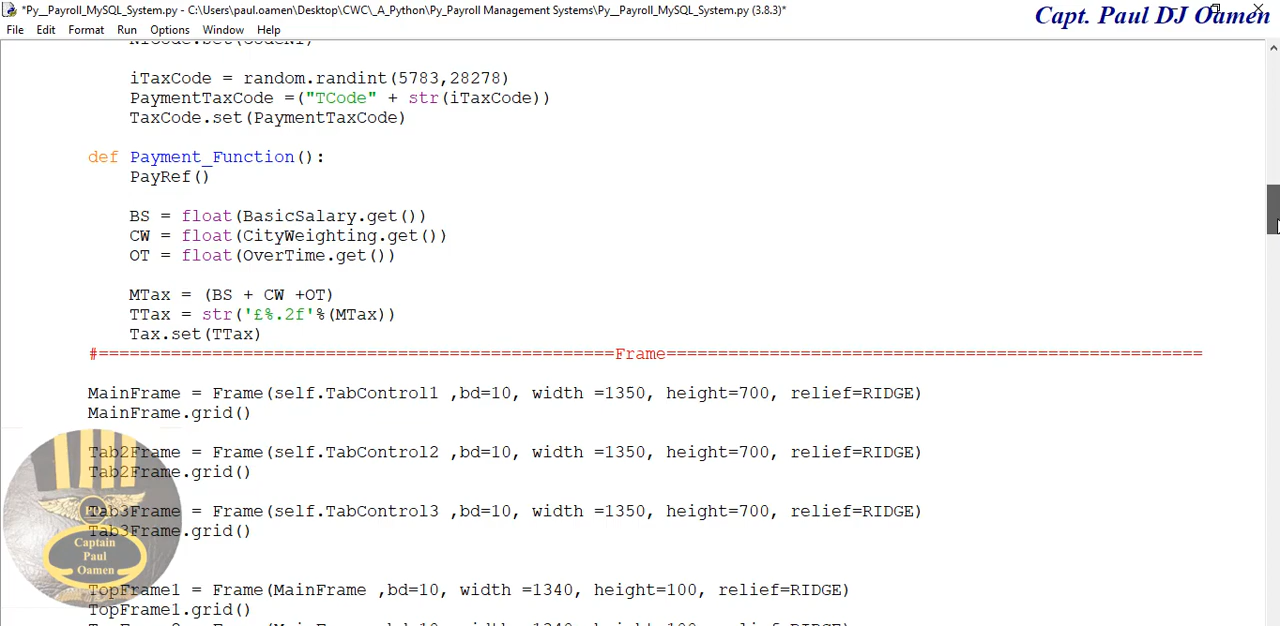 *Py__Payroll_MySQL_System.py - C:\Users\paul.oamen\Desktop\CWC\_A_Python\Py_Payroll Management Systems\Py__Payroll_MySQL_System.py (3.8.3)*
Capt. Paul DJ Oamen
File Edit Format Run Options Window Help
iTaxCode = random.randint(5783,28278)
PaymentTaxCode =("TCode" + str(iTaxCode))
TaxCode.set(PaymentTaxCode)
def Payment_Function():
PayRef()
BS = float(BasicSalary.get())
CW = float(CityWeighting.get())
OT = float(OverTime.get())
MTax = (BS + CW +OT)
TTax = str('£%.2f'%(MTax))
Tax.set(TTax)
#==================================================Frame====================================================
MainFrame = Frame(self.TabControl1 ,bd=10, width =1350, height=700, relief=RIDGE)
MainFrame.grid()
Tab2Frame = Frame(self.TabControl2 ,bd=10, width =1350, height=700, relief=RIDGE)
Tab2Frame.grid()
Tab3Frame = Frame(self.TabControl3 ,bd=10, width =1350, height=700, relief=RIDGE)
Tab3Frame.grid()
Captain
Paul
Oamen
TopFrame1 = Frame(MainFrame ,bd=10, width =1340, height=100, relief=RIDGE)
TopFrame1.grid()